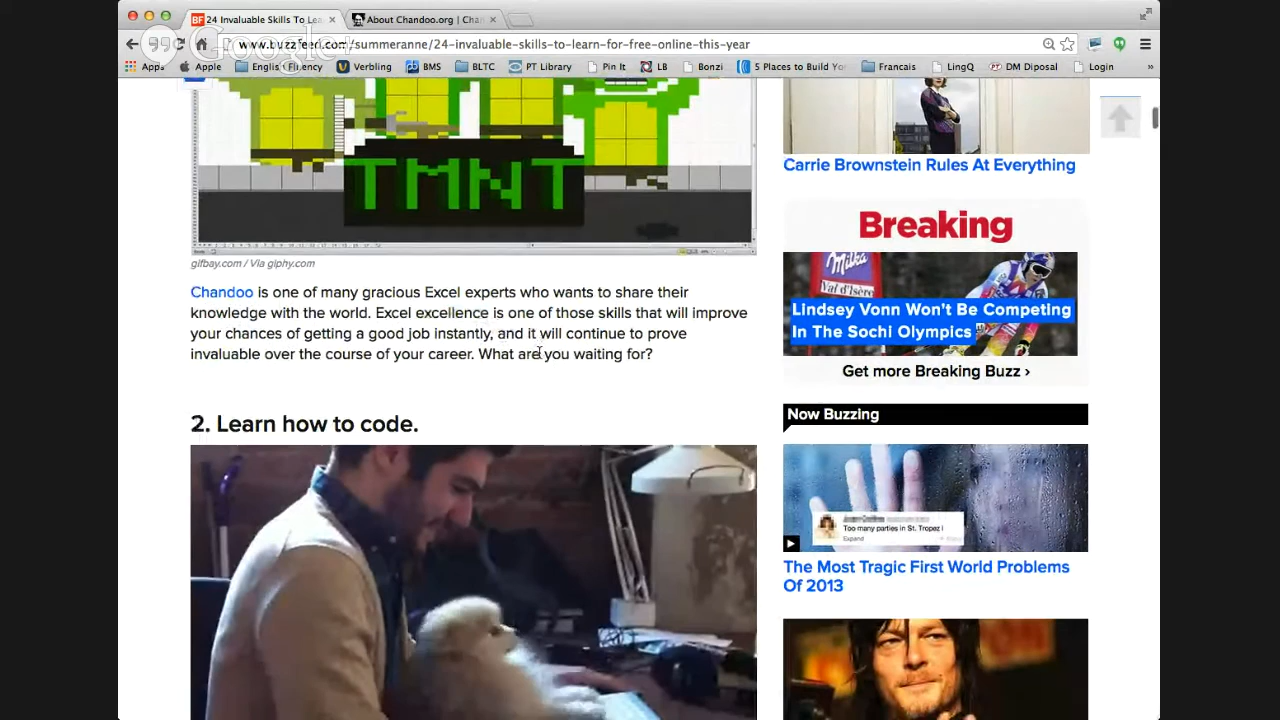 24 Invaluable Skills To Lea
About Chandoo.org | Chan
www.buzzfeed.com/summeranne/24-invaluable-skills-to-learn-for-free-online-this-year
Apps Apple English Fluency Verbling BMS BLTC PT Library Pin It LB Bonzi 5 Places to Build Yo Francais LingQ DM Diposal Login »
TMNT
gifbay.com / Via giphy.com
Chandoo is one of many gracious Excel experts who wants to share their
knowledge with the world. Excel excellence is one of those skills that will improve
your chances of getting a good job instantly, and it will continue to prove
invaluable over the course of your career. What are you waiting for?
2. Learn how to code.
Carrie Brownstein Rules At Everything
Breaking
Milka
Val d'Isère
Lindsey Vonn Won't Be Competing
In The Sochi Olympics
Get more Breaking Buzz ›
Now Buzzing
Too many parties in St. Tropez !
Expand
The Most Tragic First World Problems
Of 2013